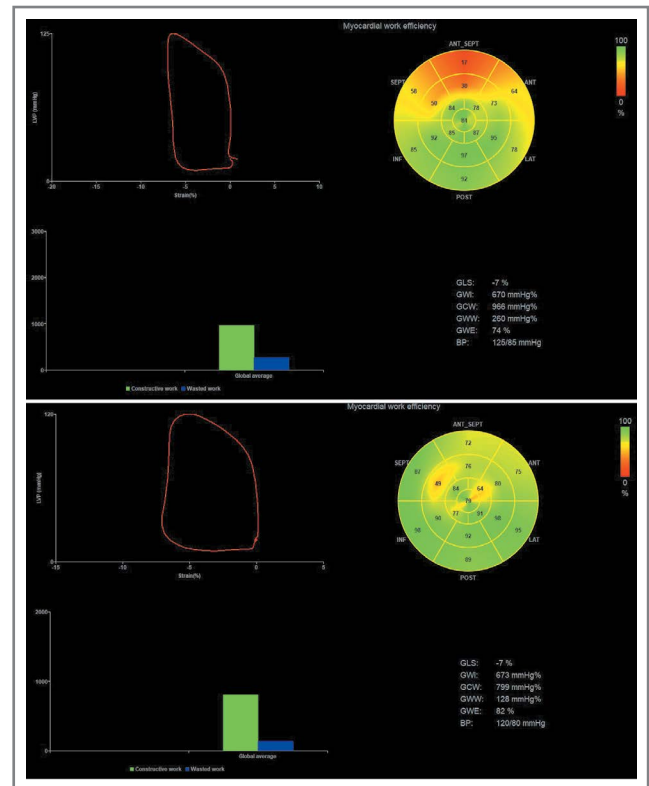 Myocardial work efficiency
125
LVP (mmHg)
0
-20
-15
-10
-5
0
5
10
Strain(%)
ANT_SEPT
SEPT
ANT
INF
LAT
POST
58
64
50
73
84
78
84
85
87
92
95
85
78
97
92
100
0
%
3000
2000
1000
0
Global average
Constructive work Wasted work
GLS: -7 %
GWI: 670 mmHg%
GCW: 966 mmHg%
GWW: 260 mmHg%
GWE: 74 %
BP: 125/85 mmHg
Myocardial work efficiency
120
LVP (mmHg)
0
-15
-10
-5
0
5
Strain(%)
ANT_SEPT
SEPT
ANT
INF
LAT
POST
72
75
76
49
84
64
80
77
91
90
98
98
95
92
89
100
0
%
2000
1000
0
Global average
Constructive work Wasted work
GLS: -7 %
GWI: 673 mmHg%
GCW: 799 mmHg%
GWW: 128 mmHg%
GWE: 82 %
BP: 120/80 mmHg